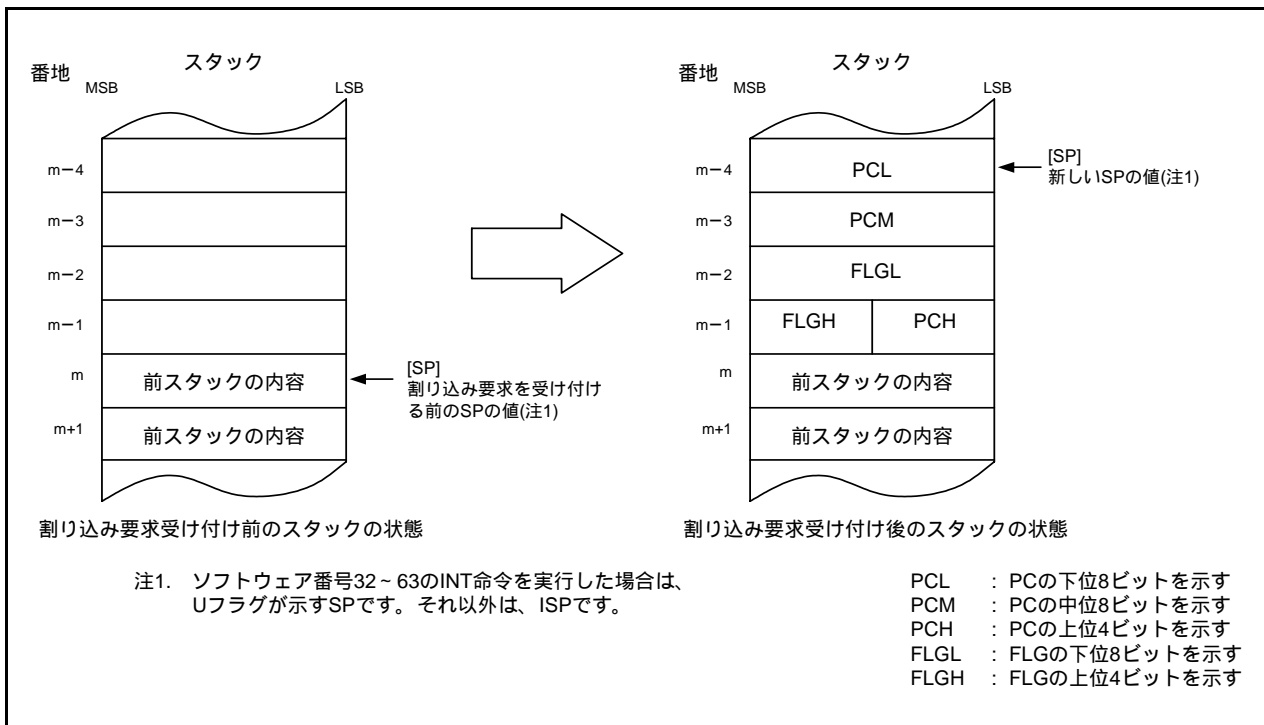 スタック
番地
MSB
LSB
m－4
m－3
m－2
m－1
m
前スタックの内容
m+1
前スタックの内容
[SP]
割り込み要求を受け付け
る前のSPの値(注1)
割り込み要求受け付け前のスタックの状態
スタック
番地
MSB
LSB
m－4
PCL
m－3
PCM
m－2
FLGL
m－1
FLGH
PCH
m
前スタックの内容
m+1
前スタックの内容
[SP]
新しいSPの値(注1)
割り込み要求受け付け後のスタックの状態
注1. ソフトウェア番号32～63のINT命令を実行した場合は、
Uフラグが示すSPです。それ以外は、ISPです。
PCL : PCの下位8ビットを示す
PCM : PCの中位8ビットを示す
PCH : PCの上位4ビットを示す
FLGL : FLGの下位8ビットを示す
FLGH : FLGの上位4ビットを示す